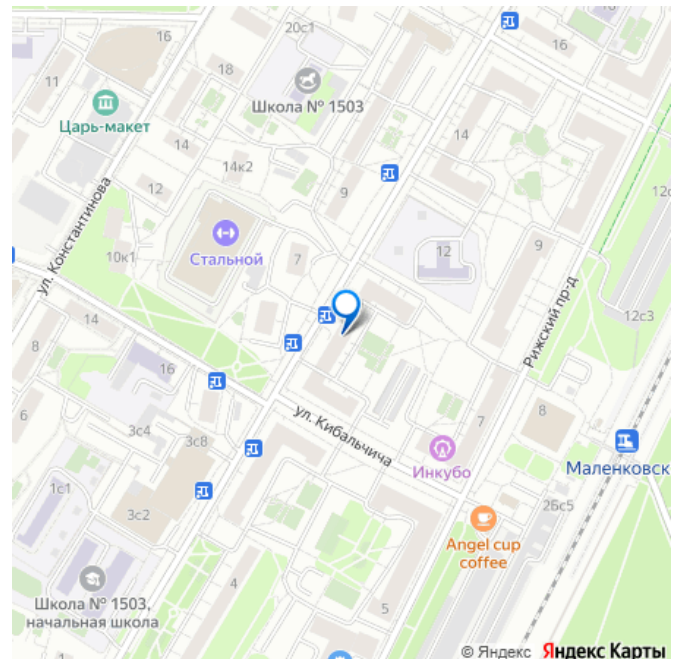 16
20с1
16
18
11
Школа № 1503
Царь-макет
14
14
14к2
12
9
12с
ул. Константинова
Стальной
7
12
9
10к1
Рижский пр-д
12с3
14
8
16
ул. Кибальчича
7
8
6
3с4
3с8
Инкубо
Маленковск
1с1
3с2
26с5
Angel cup
coffee
4
5
Школа № 1503,
начальная школа
© Яндекс Яндекс Карты